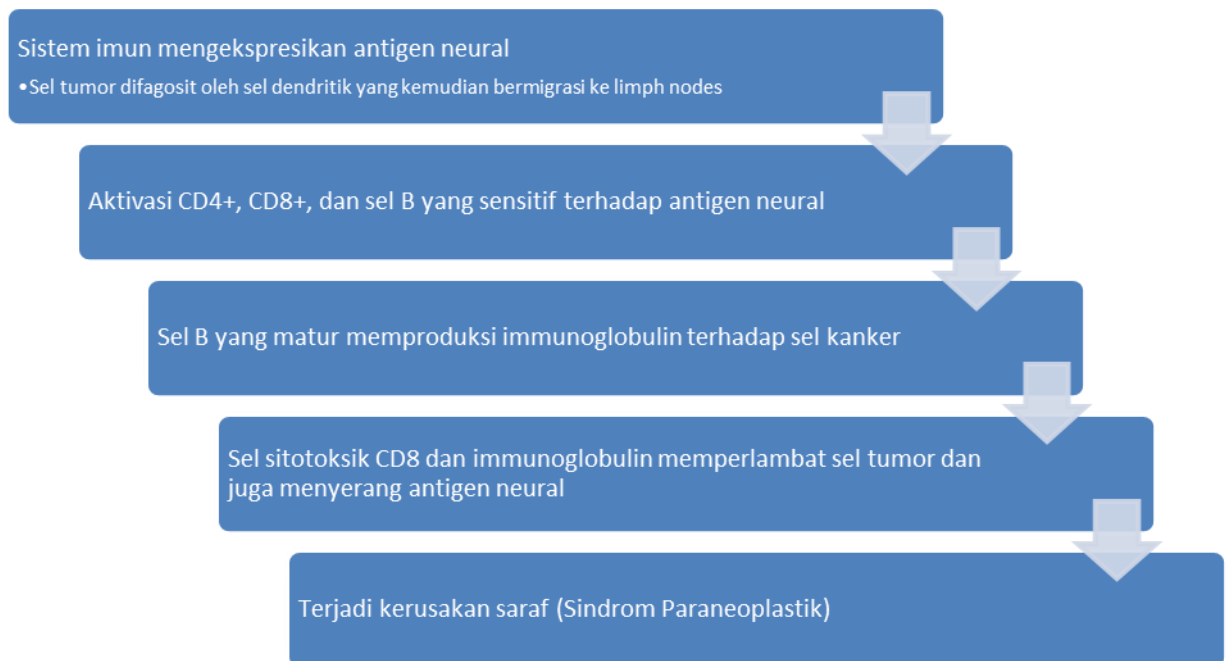 Sistem imun mengekspresikan antigen neural
•Sel tumor difagosit oleh sel dendritik yang kemudian bermigrasi ke limph nodes
Aktivasi CD4+, CD8+, dan sel B yang sensitif terhadap antigen neural
Sel B yang matur memproduksi immunoglobulin terhadap sel kanker
Sel sitotoksik CD8 dan immunoglobulin memperlambat sel tumor dan
juga menyerang antigen neural
Terjadi kerusakan saraf (Sindrom Paraneoplastik)